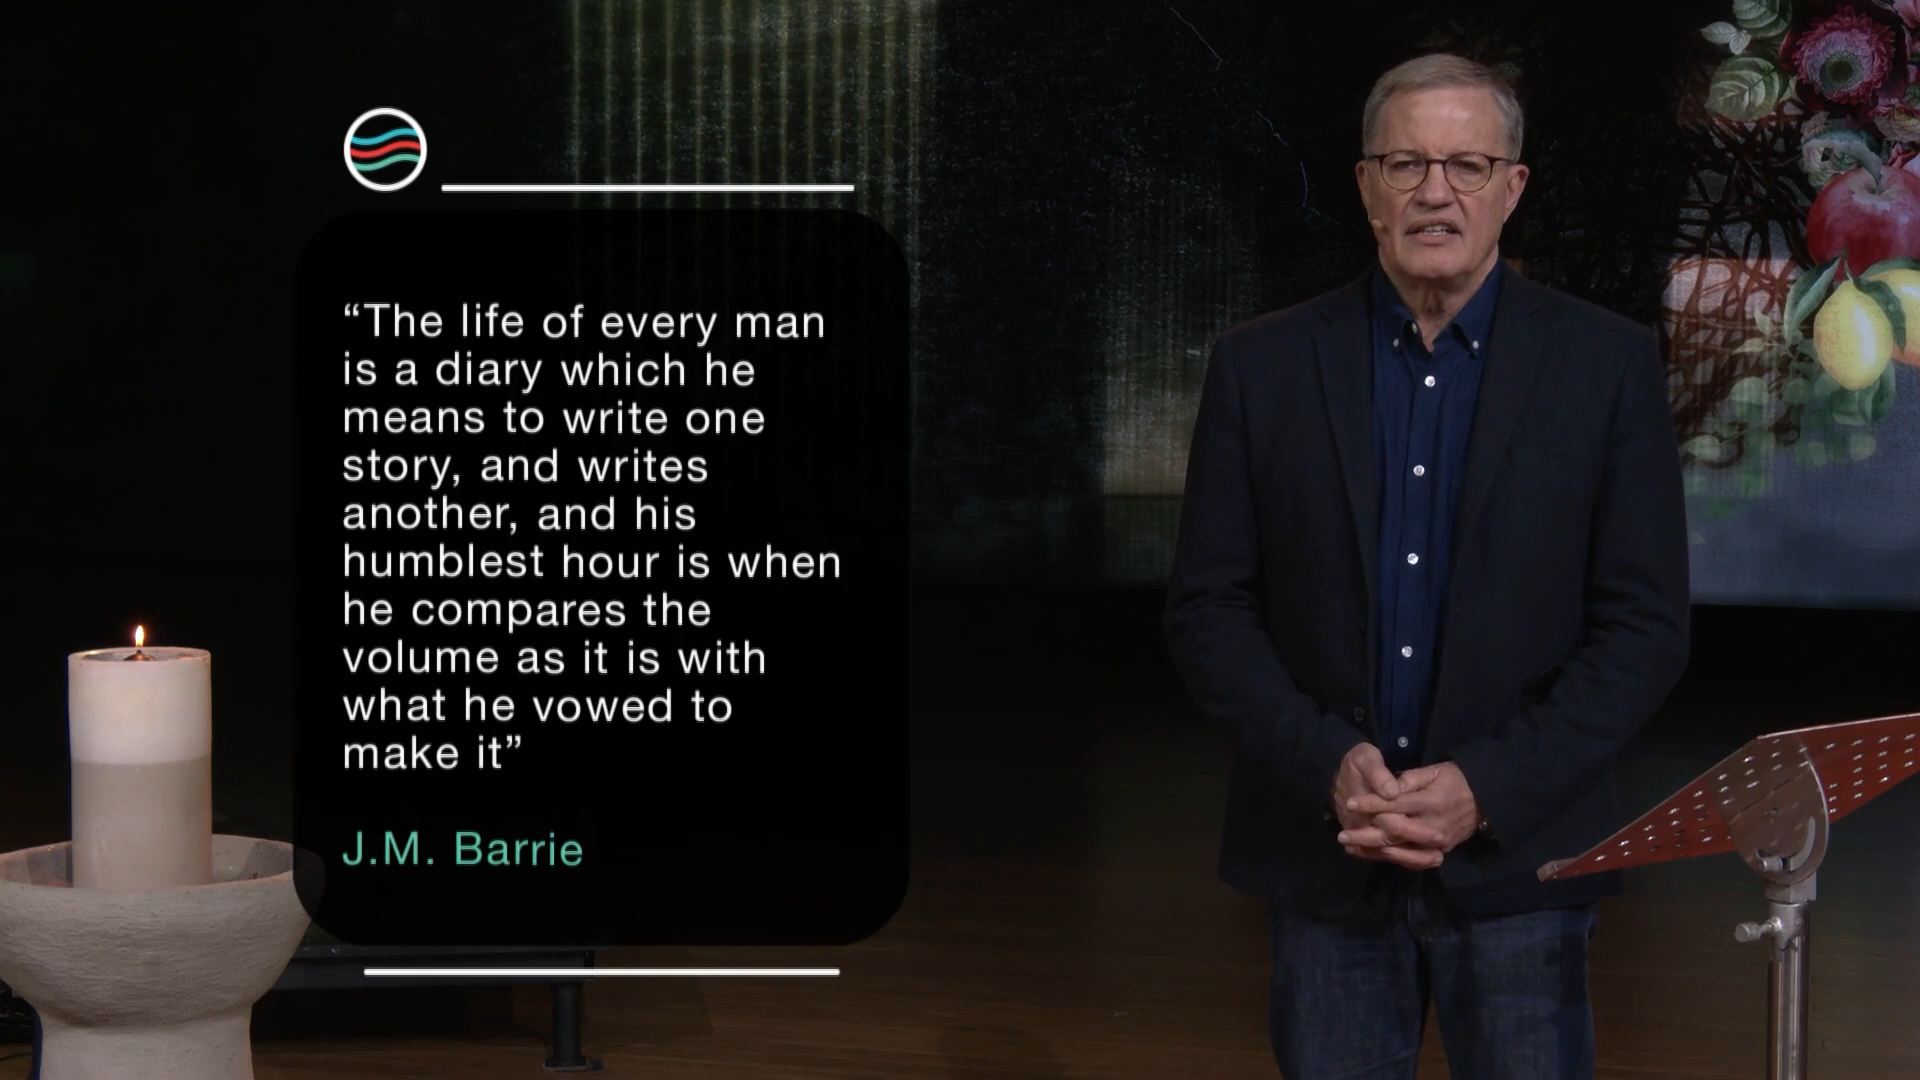 “The life of every man
is a diary which he
means to write one
story, and writes
another, and his
humblest hour is when
he compares the
volume as it is with
what he vowed to
make it”
J.M. Barrie